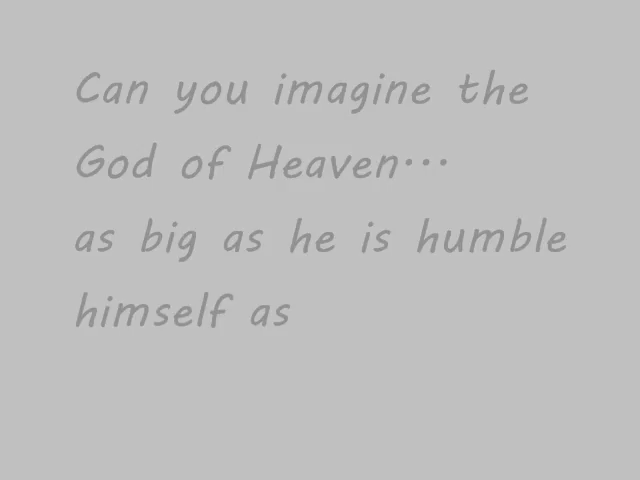 Can you imagine the
God of Heaven...
as big as he is humble
himself as